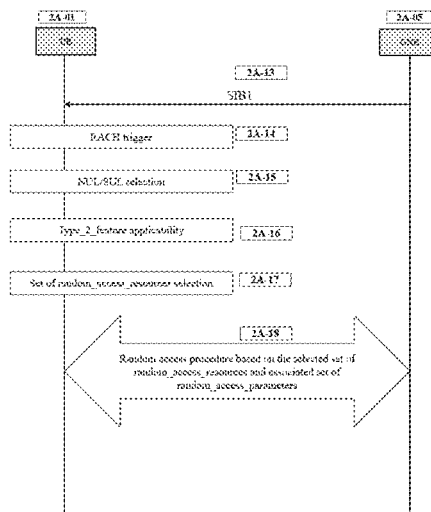 2A-01
2A-05
UE
GNB
2A-13
SIB1
RACH trigger
2A-14
NUL/SUL selection
2A-15
Type_2_feature applicability
2A-16
Set of random_access_resources selection
2A-17
2A-18
Random access procedure based on the selected set of
random_access_resources and associated set of
random_access_parameters